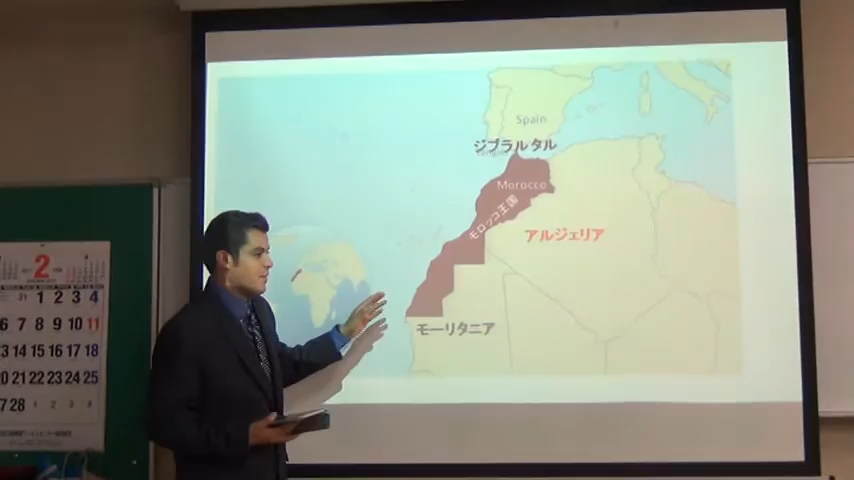 Spain
ジブラルタル
Morocco
モロッコ王国
アルジェリア
モーリタニア
2
31 1 2 3 4
6 7 8 9 10 11
13 14 15 16 17 18
20 21 22 23 24 25
27 28 1 2 3 4